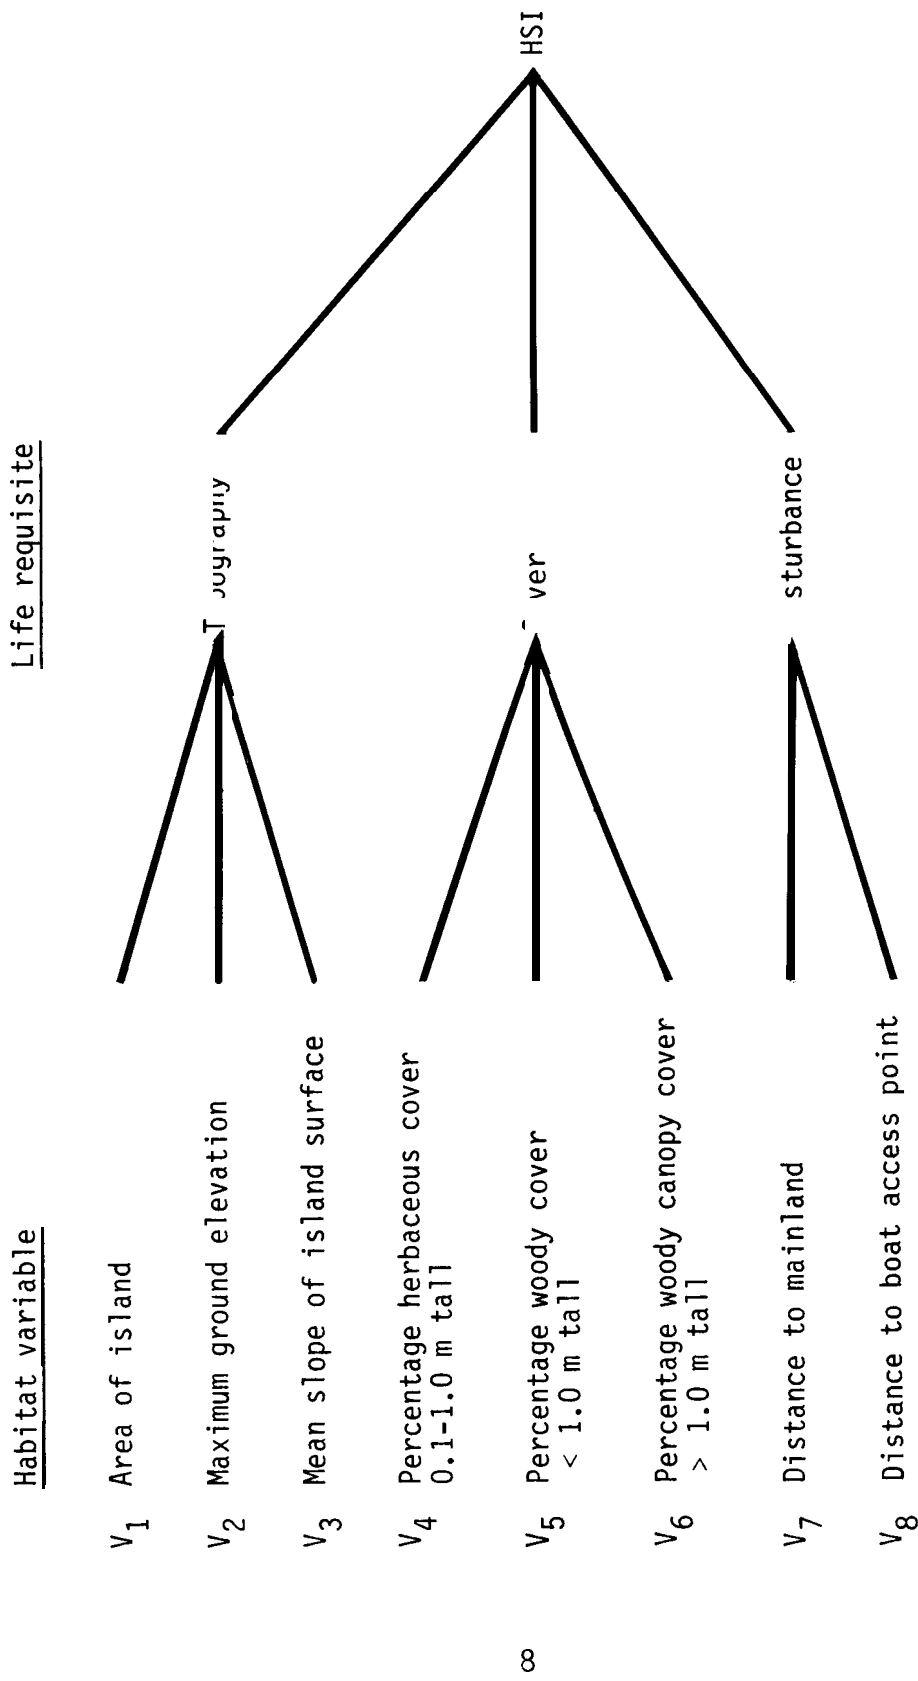 Habitat variable
Life requisite
V1 Area of island
V2 Maximum ground elevation
V3 Mean slope of island surface
V4 Percentage herbaceous cover
0.1-1.0 m tall
V5 Percentage woody cover
< 1.0 m tall
V6 Percentage woody canopy cover
> 1.0 m tall
V7 Distance to mainland
V8 Distance to boat access point
ver
sturbance
HSI
8